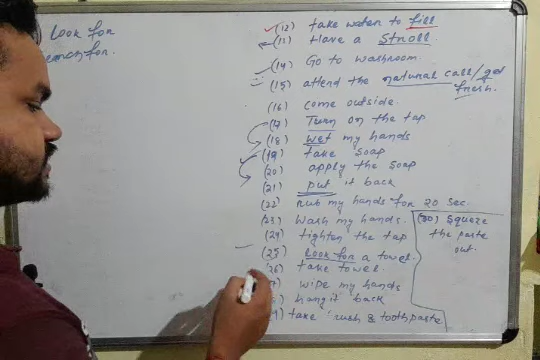 Look for
for.
(12) take water to fill
(13) Have a stroll.
(14) Go to washroom.
(15) attend the natural call/get
fresh.
(16) come outside.
(17) Turn on the tap
(18) wet my hands
(19) take soap
(20) apply the soap
(21) put it back
(22) rub my hands for 20 sec.
(23) wash my hands.
(24) tighten the tap
(25) Look for a towel.
(26) take towel.
wipe my hands
hang it back
take rush & toothpaste
(30) Squeze
the paste
out.